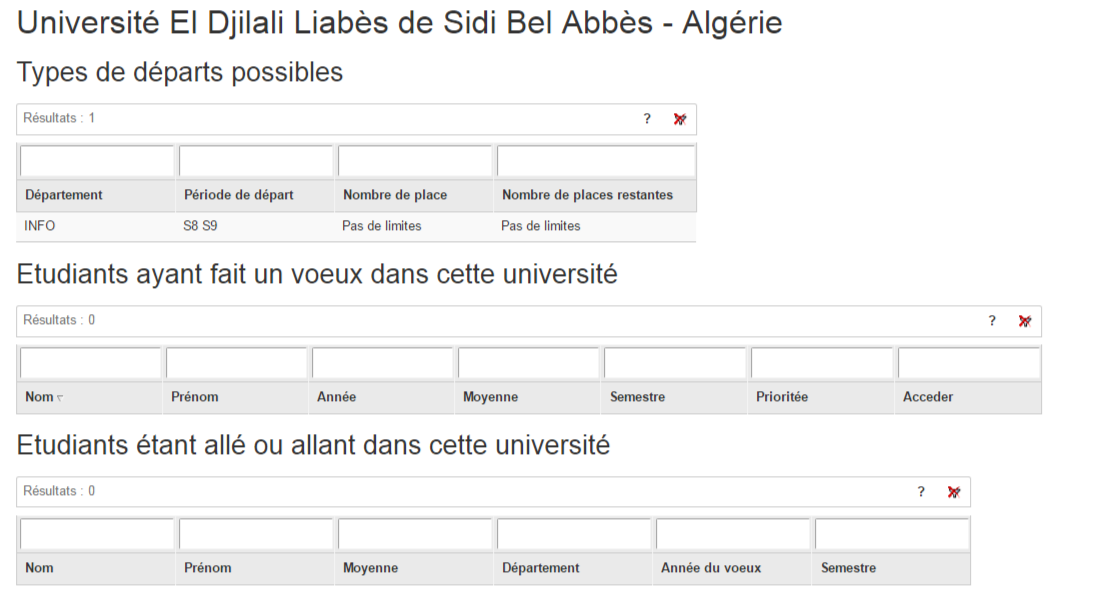 Université El Djilali Liabès de Sidi Bel Abbès - Algérie
Types de départs possibles
Résultats : 1 ?
Département Période de départ Nombre de place Nombre de places restantes
INFO S8 S9 Pas de limites Pas de limites
Etudiants ayant fait un voeux dans cette université
Résultats : 0 ?
Nom Prénom Année Moyenne Semestre Prioritée Acceder
Etudiants étant allé ou allant dans cette université
Résultats : 0 ?
Nom Prénom Moyenne Département Année du voeux Semestre